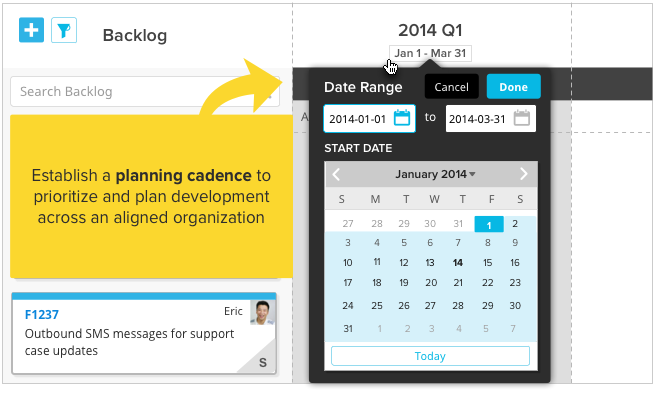 Backlog
2014 Q1
Jan 1 - Mar 31
Search Backlog
Date Range
Cancel
Done
2014-01-01
to
2014-03-31
A
START DATE
January 2014
S M T W T F S
27 28 29 30 31 1 2
3 4 5 6 7 8 9
10 11 12 13 14 15 16
17 18 19 20 21 22 23
24 25 26 27 28 29 30
31 1 2 3 4 5 7
Today
Establish a planning cadence to
prioritize and plan development
across an aligned organization
F1237
Eric
Outbound SMS messages for support
case updates
S